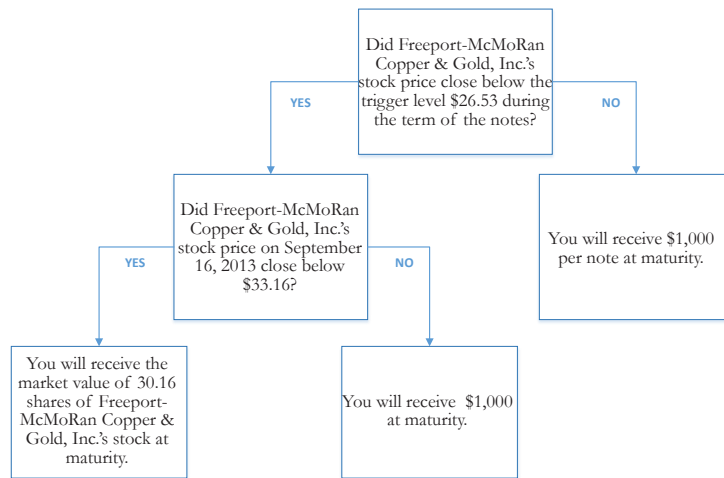 Did Freeport-McMoRan
Copper & Gold, Inc.'s
stock price close below the
trigger level $26.53 during
the term of the notes?
YES
NO
Did Freeport-McMoRan
Copper & Gold, Inc.'s
stock price on September
16, 2013 close below
$33.16?
You will receive $1,000
per note at maturity.
YES
NO
You will receive the
market value of 30.16
shares of Freeport-
McMoRan Copper &
Gold, Inc.'s stock at
maturity.
You will receive $1,000
at maturity.